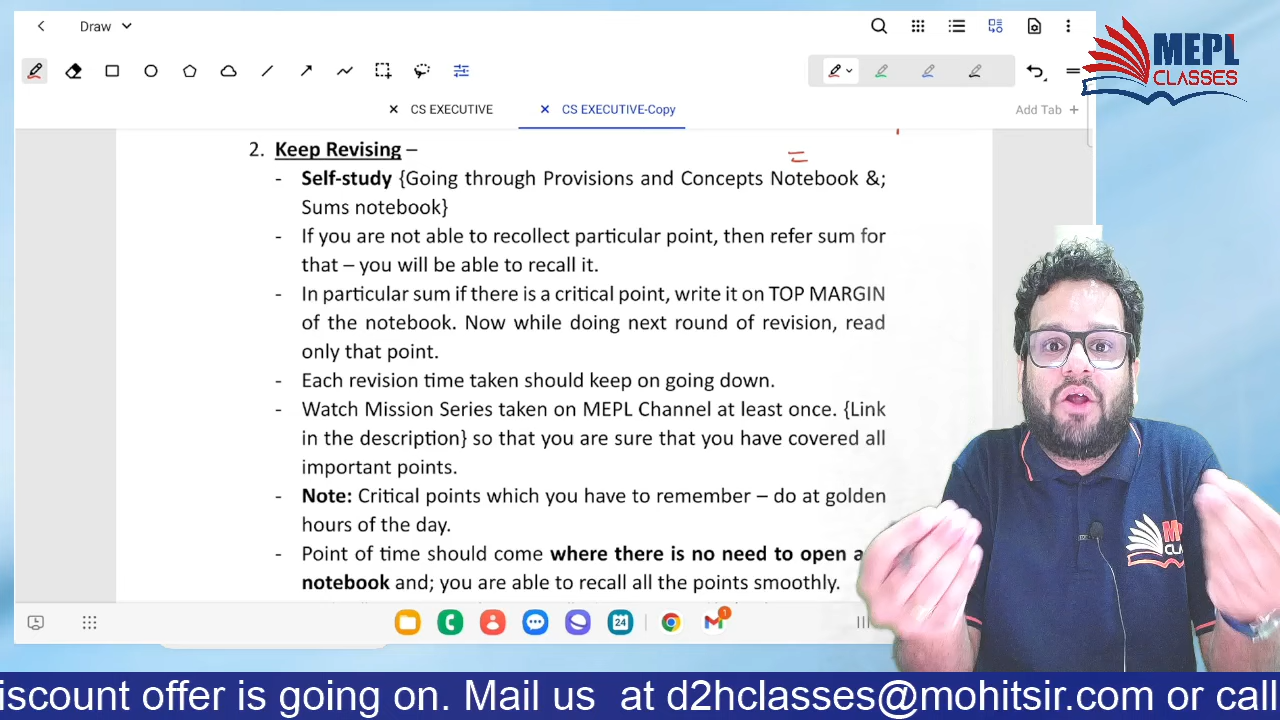 Draw
MEPL
CLASSES
CS EXECUTIVE
CS EXECUTIVE-Copy
Add Tab +
2. Keep Revising –
- Self-study {Going through Provisions and Concepts Notebook &;
Sums notebook}
- If you are not able to recollect particular point, then refer sum for
that – you will be able to recall it.
- In particular sum if there is a critical point, write it on TOP MARGIN
of the notebook. Now while doing next round of revision, read
only that point.
- Each revision time taken should keep on going down.
- Watch Mission Series taken on MEPL Channel at least once. {Link
in the description} so that you are sure that you have covered all
important points.
- Note: Critical points which you have to remember – do at golden
hours of the day.
- Point of time should come where there is no need to open a
notebook and; you are able to recall all the points smoothly.
24
1
iscount offer is going on. Mail us at d2hclasses@mohitsir.com or call